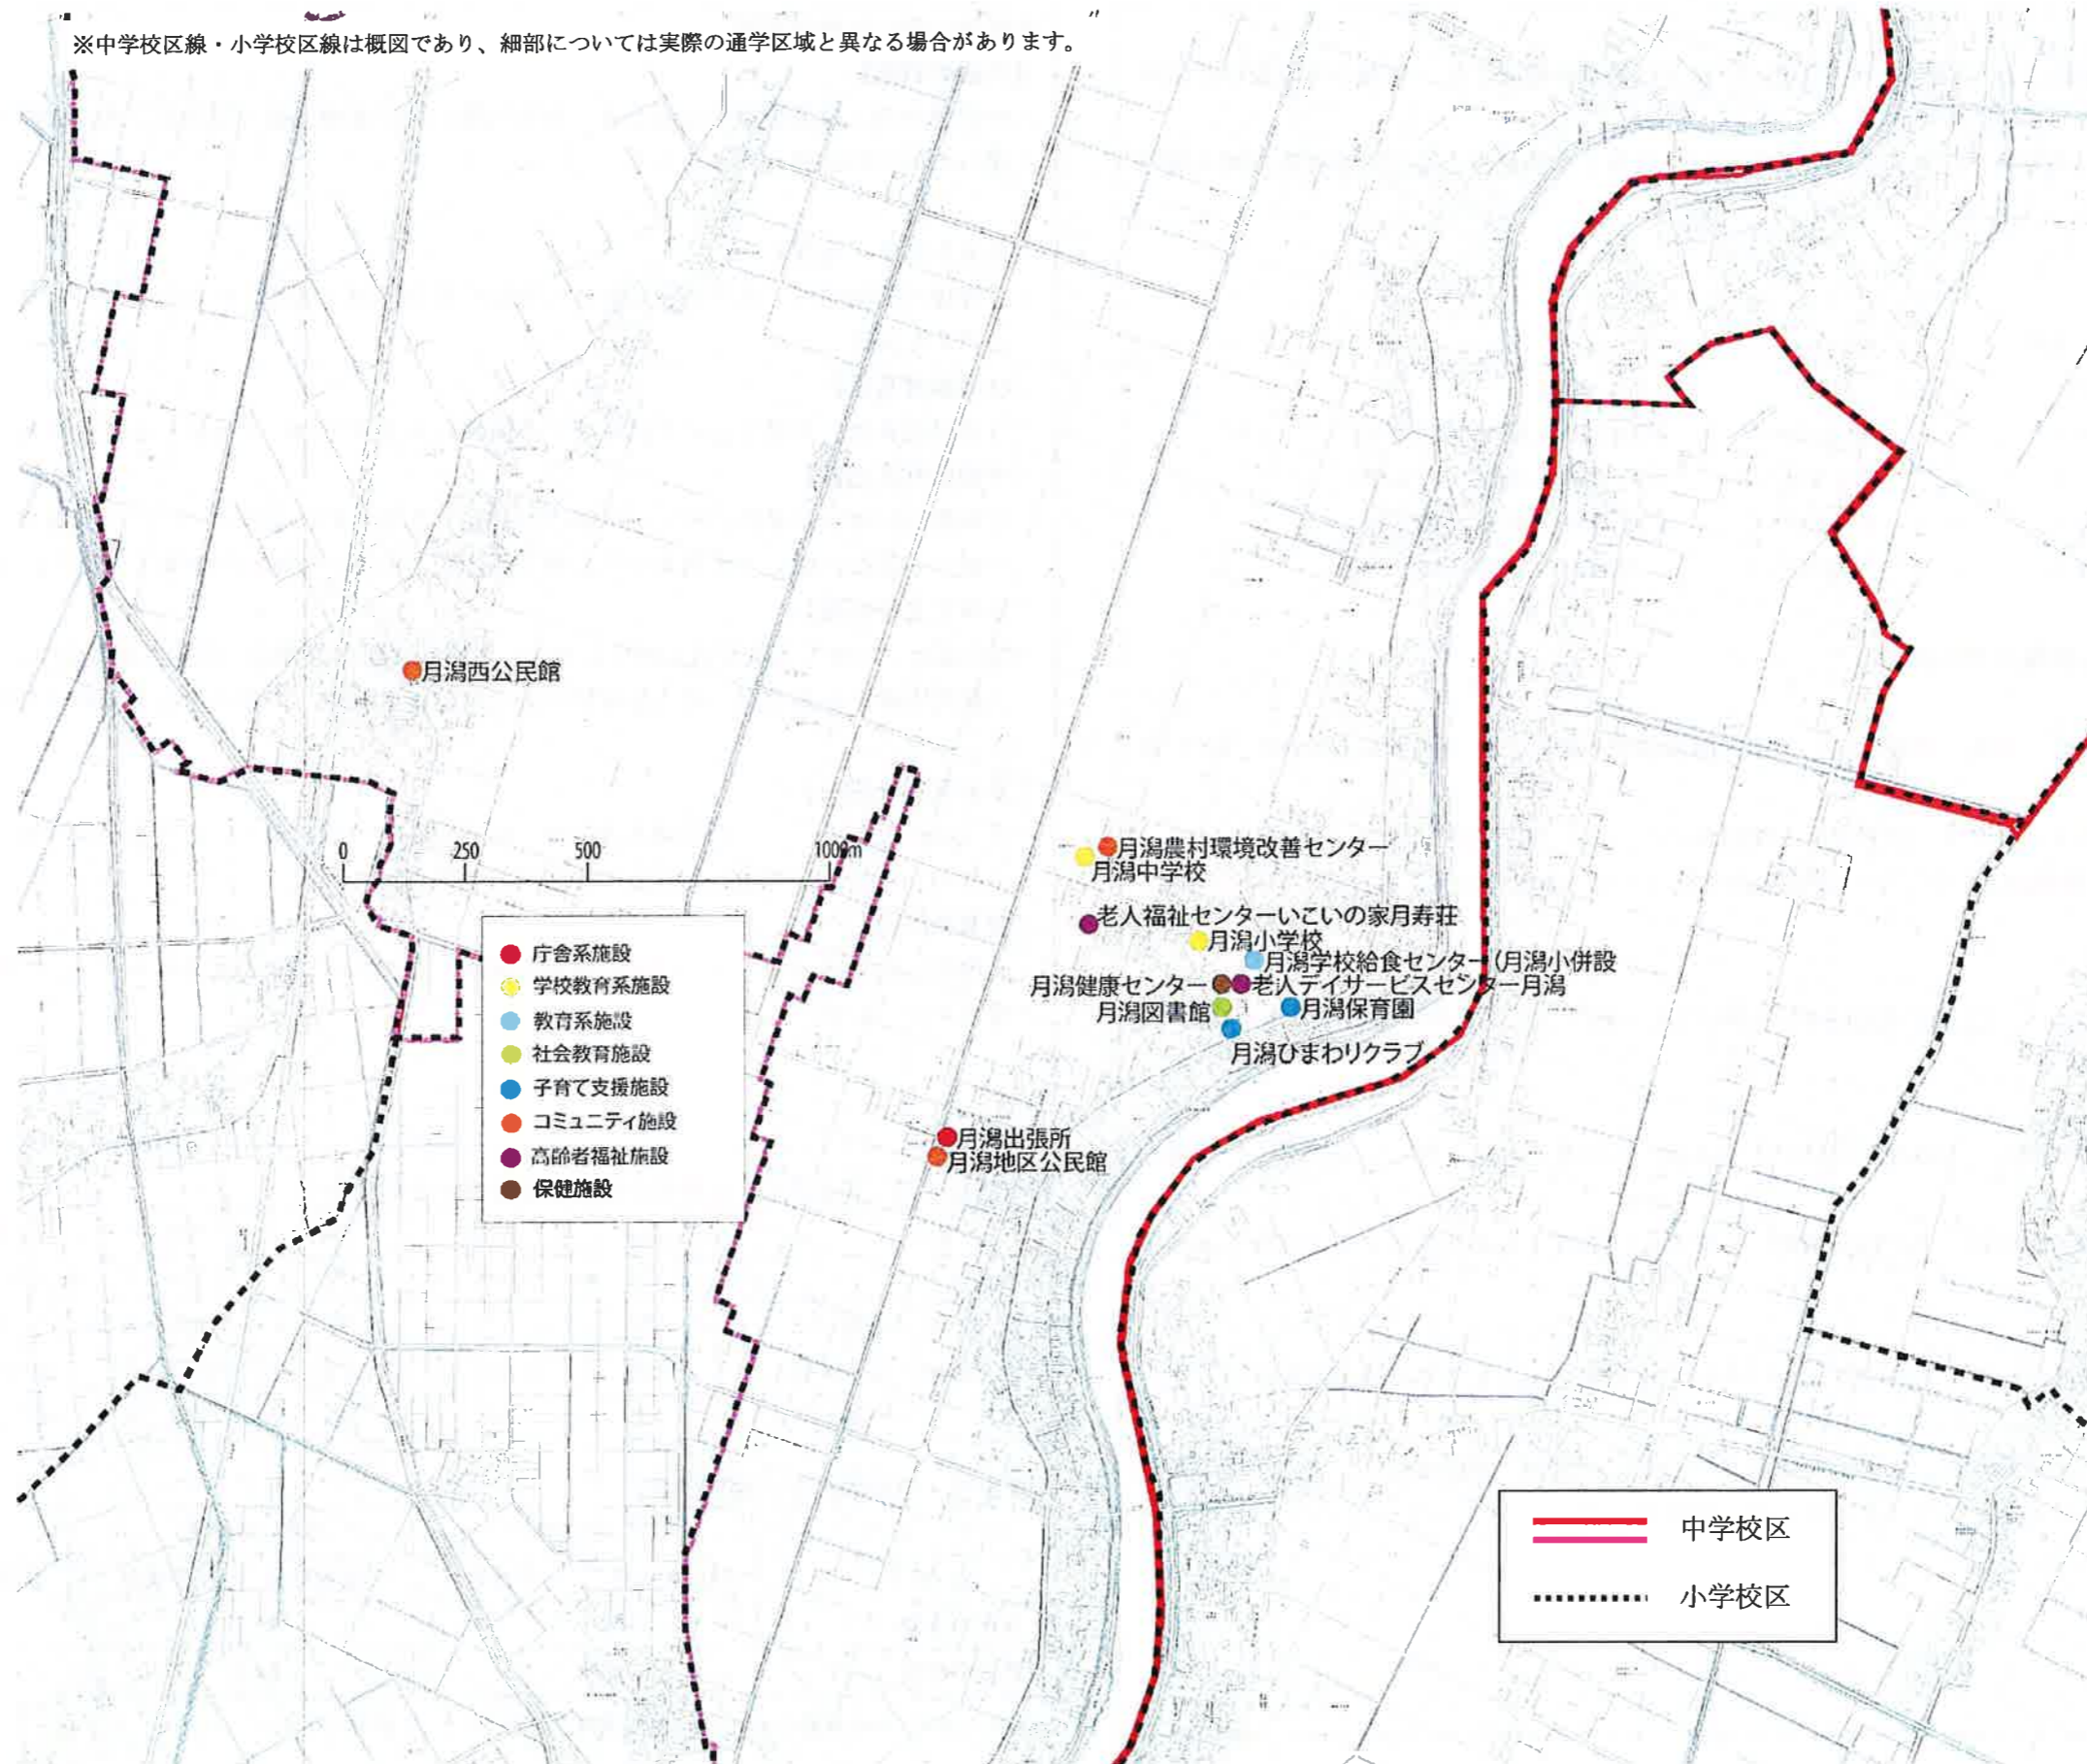 ※中学校区線・小学校区線は概図であり、細部については実際の通学区域と異なる場合があります。
月潟西公民館
0 250 500 1000m
月潟農村環境改善センター
月潟中学校
老人福祉センターいこいの家月寿荘
月潟小学校
月潟学校給食センター(月潟小併設
月潟健康センター
老人デイサービスセンター月潟
月潟図書館
月潟保育園
月潟ひまわりクラブ
月潟出張所
月潟地区公民館
庁舎系施設
学校教育系施設
教育系施設
社会教育施設
子育て支援施設
コミュニティ施設
高齢者福祉施設
保健施設
中学校区
小学校区